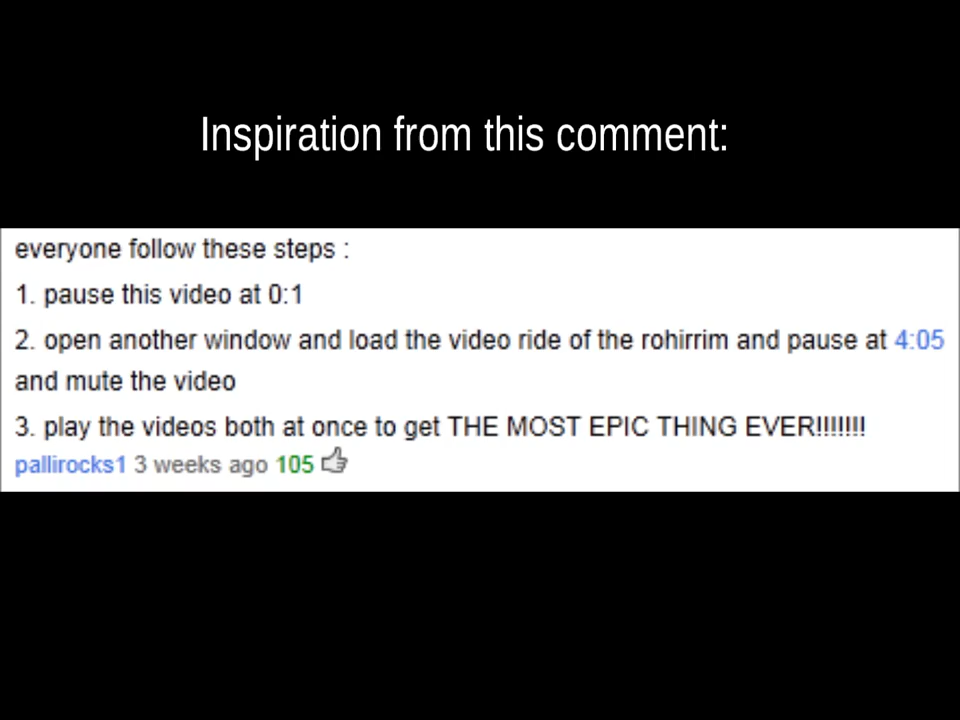 Inspiration from this comment:
everyone follow these steps :
1. pause this video at 0:1
2. open another window and load the video ride of the rohirrim and pause at 4:05
and mute the video
3. play the videos both at once to get THE MOST EPIC THING EVER!!!!!!!
pallirocks1 3 weeks ago 105